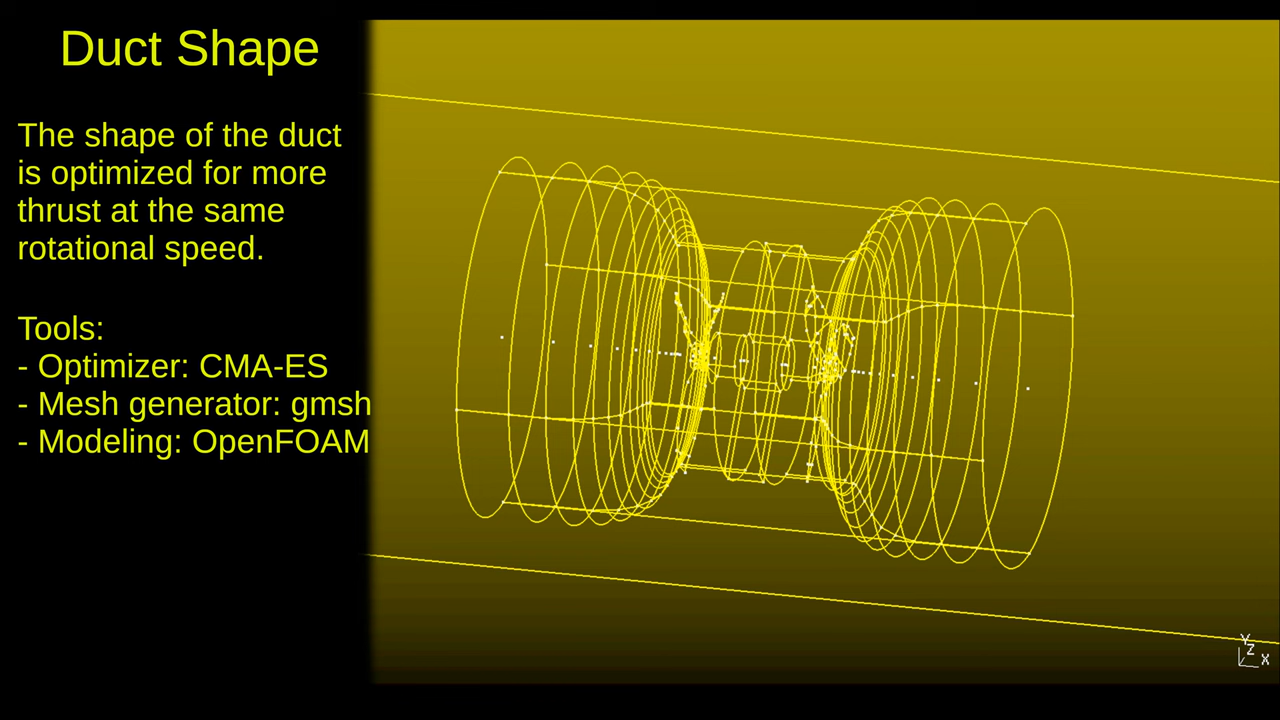 Duct Shape
The shape of the duct
is optimized for more
thrust at the same
rotational speed.
Tools:
- Optimizer: CMA-ES
- Mesh generator: gmsh
- Modeling: OpenFOAM
Y
Z
X